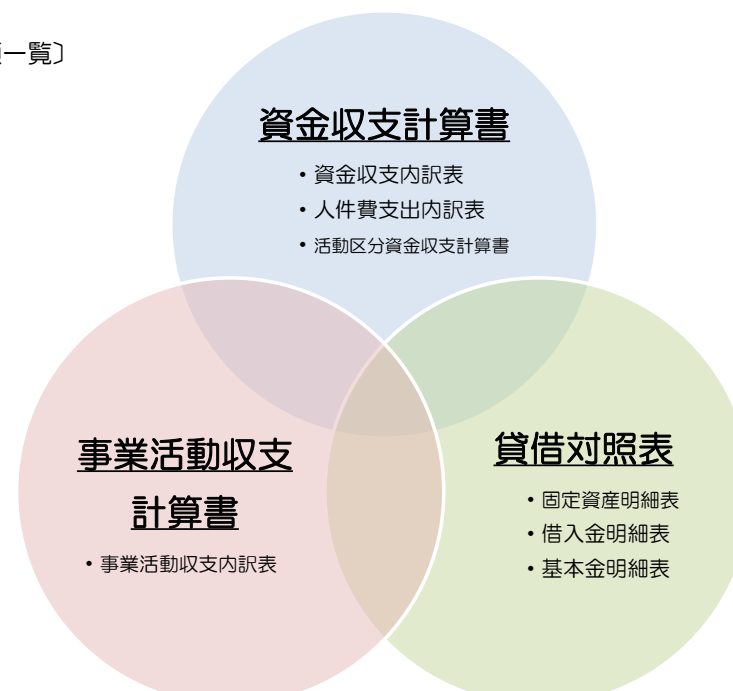 一覧〕
資金収支計算書
・資金収支内訳表
・人件費支出内訳表
・活動区分資金収支計算書
事業活動収支
計算書
・事業活動収支内訳表
貸借対照表
・固定資産明細表
・借入金明細表
・基本金明細表